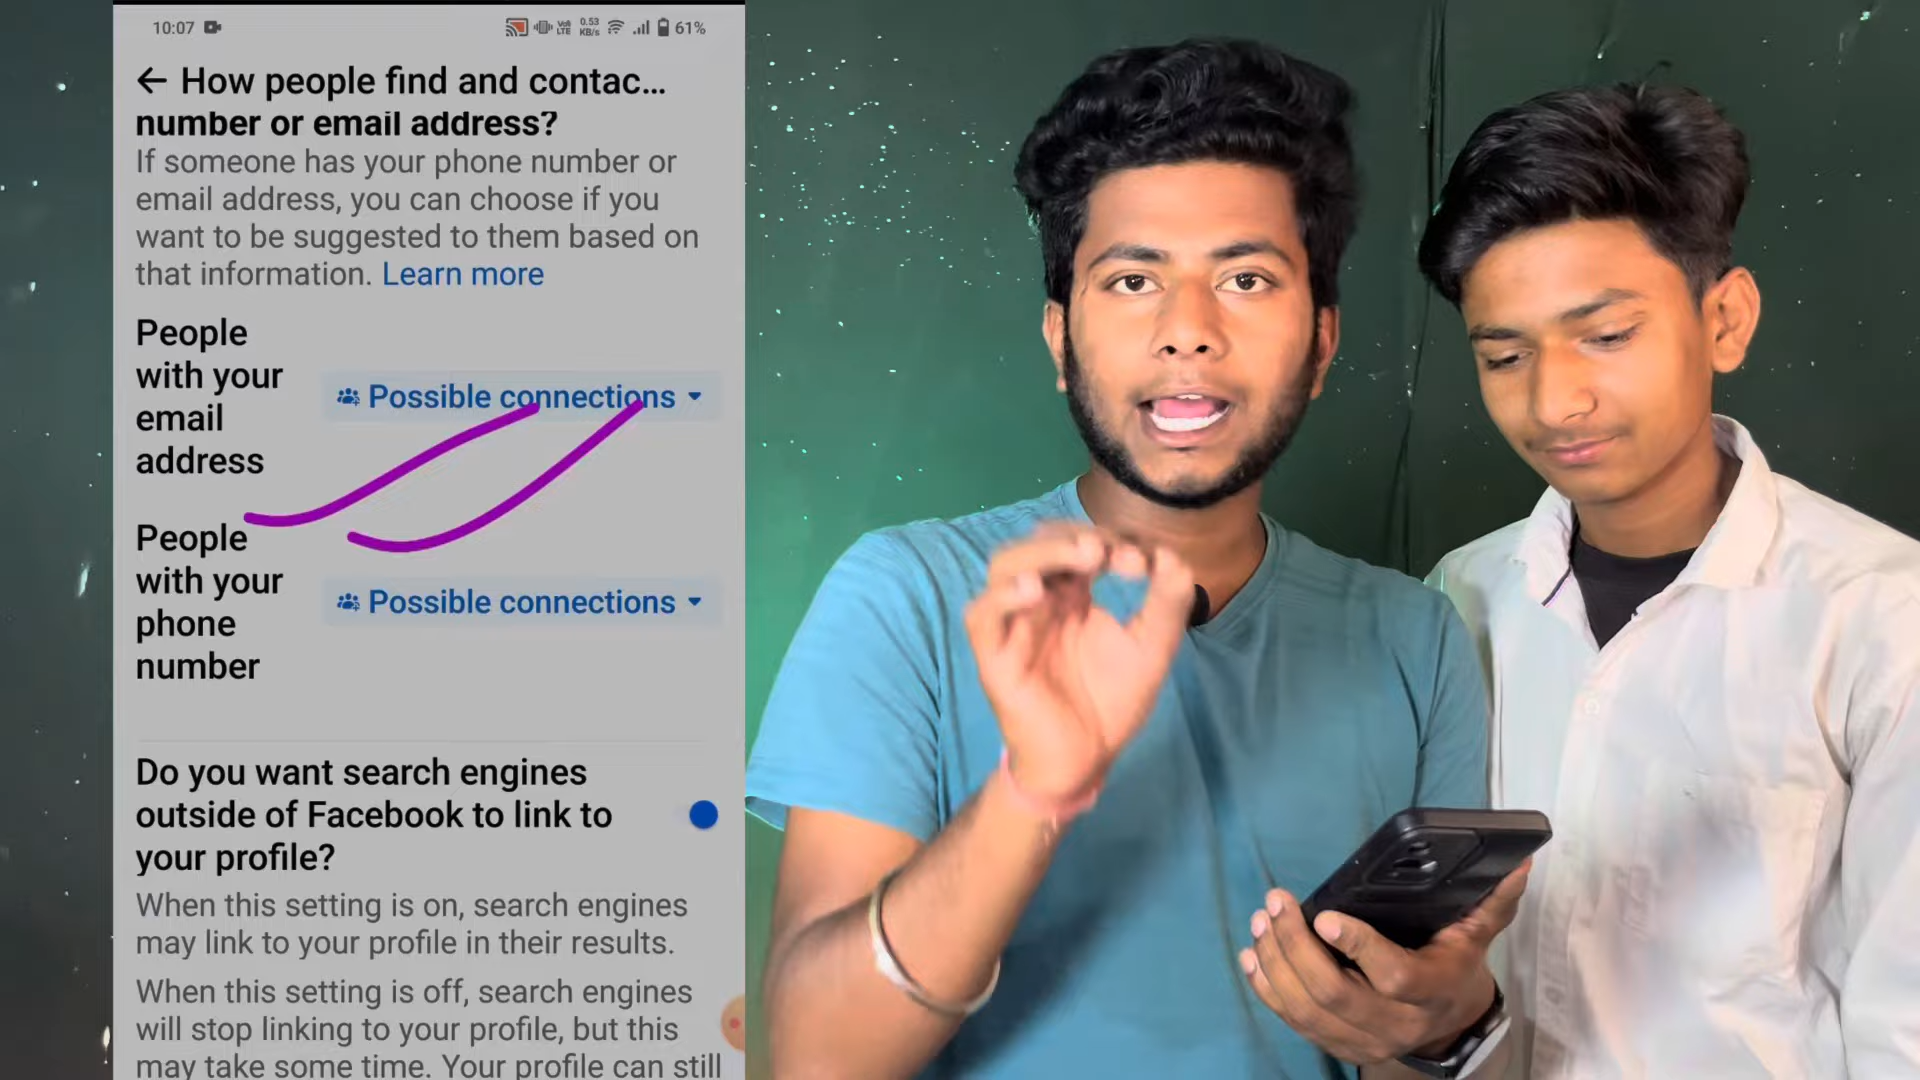 10:07 Vo) LTE 0.53 KB/s 61%
How people find and contac...
number or email address?
If someone has your phone number or
email address, you can choose if you
want to be suggested to them based on
that information. Learn more
People
with your
email
address
Possible connections
People
with your
phone
number
Possible connections
Do you want search engines
outside of Facebook to link to
your profile?
When this setting is on, search engines
may link to your profile in their results.
When this setting is off, search engines
will stop linking to your profile, but this
may take some time. Your profile can still